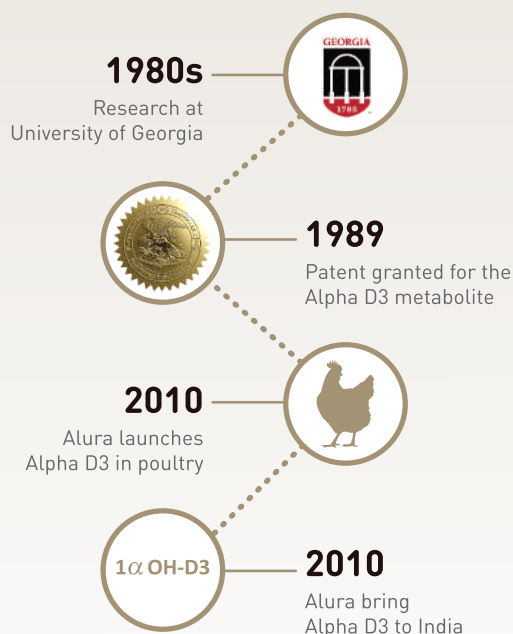 GEORGIA
1785
1980s
Research at
University of Georgia
1989
Patent granted for the
Alpha D3 metabolite
2010
Alura launches
Alpha D3 in poultry
1α OH-D3
2010
Alura bring
Alpha D3 to India